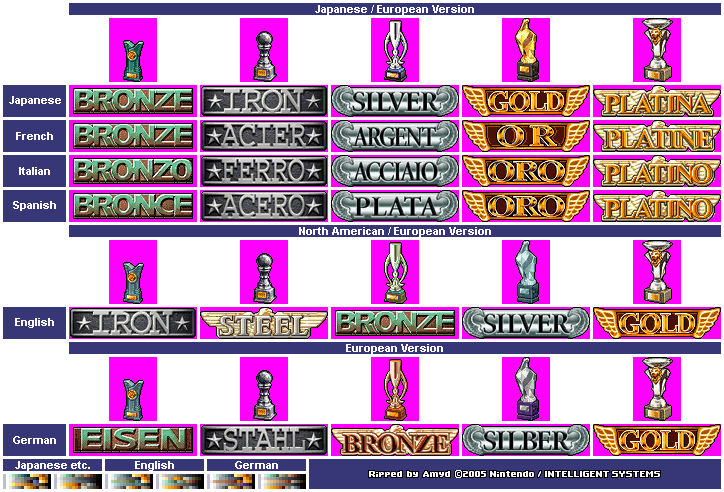 Japanese / European Version
Japanese BRONZE IRON SILVER GOLD PLATINA
French BRONZE ACIER ARGENT OR PLATINE
Italian BRONZO FERRO ACCIAIO ORO PLATINO
Spanish BRONCE ACERO PLATA ORO PLATINO
North American / European Version
English IRON STEEL BRONZE SILVER GOLD
European Version
German EISEN STAHL BRONZE SILBER GOLD
Japanese etc. English German
Ripped by Amyd ©2005 Nintendo / INTELLIGENT SYSTEMS